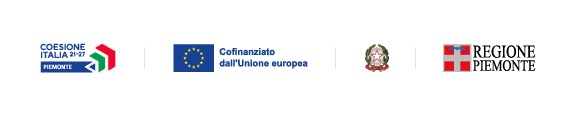 COESIONE
ITALIA 21-27
PIEMONTE
Cofinanziato
dall'Unione europea
REGIONE
PIEMONTE